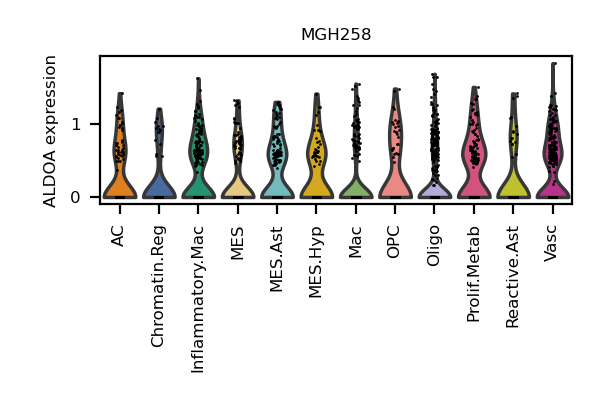 MGH258
ALDOA expression
1
0
AC
Chromatin.Reg
Inflammatory.Mac
MES
MES.Ast
MES.Hyp
Mac
OPC
Oligo
Prolif.Metab
Reactive.Ast
Vasc